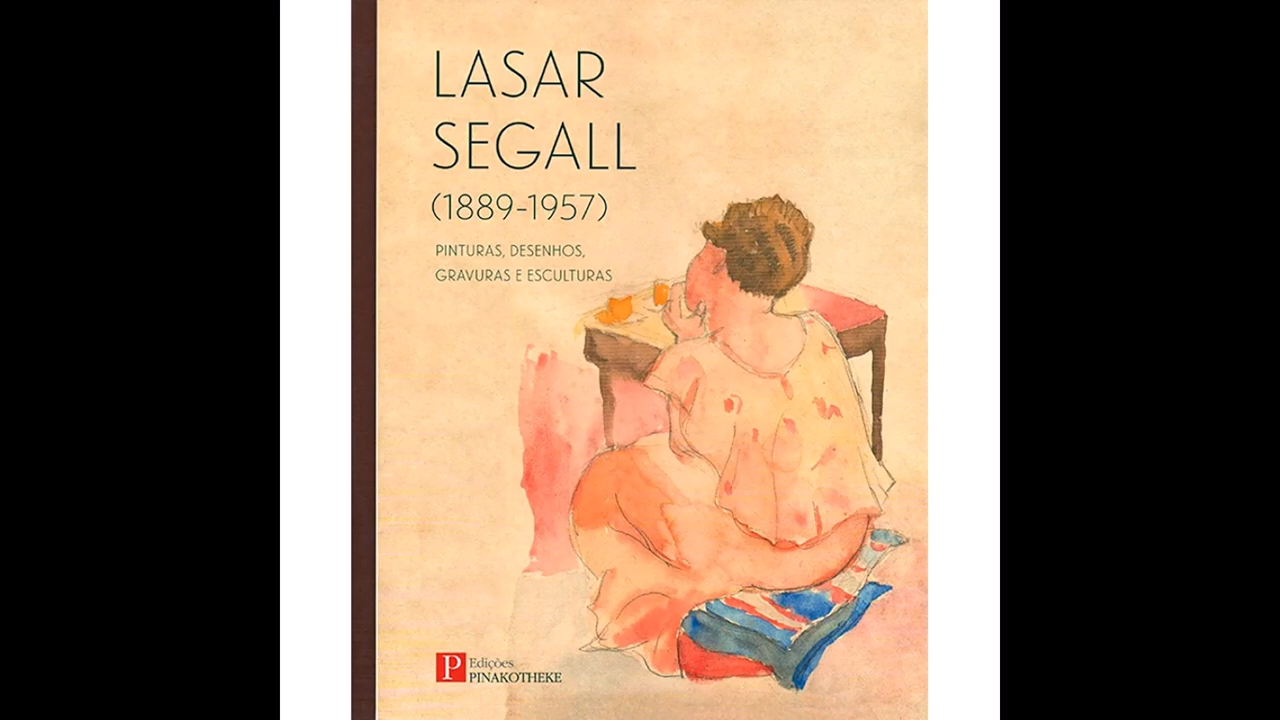 LASAR
SEGALL
(1889-1957)
PINTURAS, DESENHOS,
GRAVURAS E ESCULTURAS
P
Edições
PINAKOTHEKE